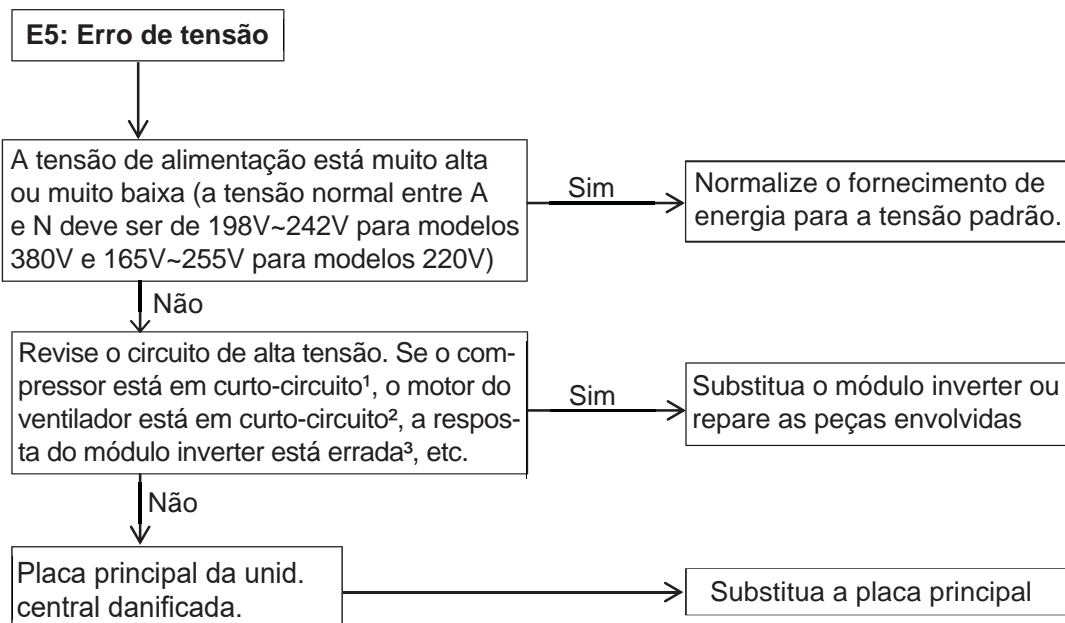 E5: Erro de tensão
A tensão de alimentação está muito alta
ou muito baixa (a tensão normal entre A
e N deve ser de 198V~242V para modelos
380V e 165V~255V para modelos 220V)
Sim
Normalize o fornecimento de
energia para a tensão padrão.
Não
Revise o circuito de alta tensão. Se o com-
pressor está em curto-circuito¹, o motor do
ventilador está em curto-circuito², a respos-
ta do módulo inverter está errada³, etc.
Sim
Substitua o módulo inverter ou
repare as peças envolvidas
Não
Placa principal da unid.
central danificada.
Substitua a placa principal